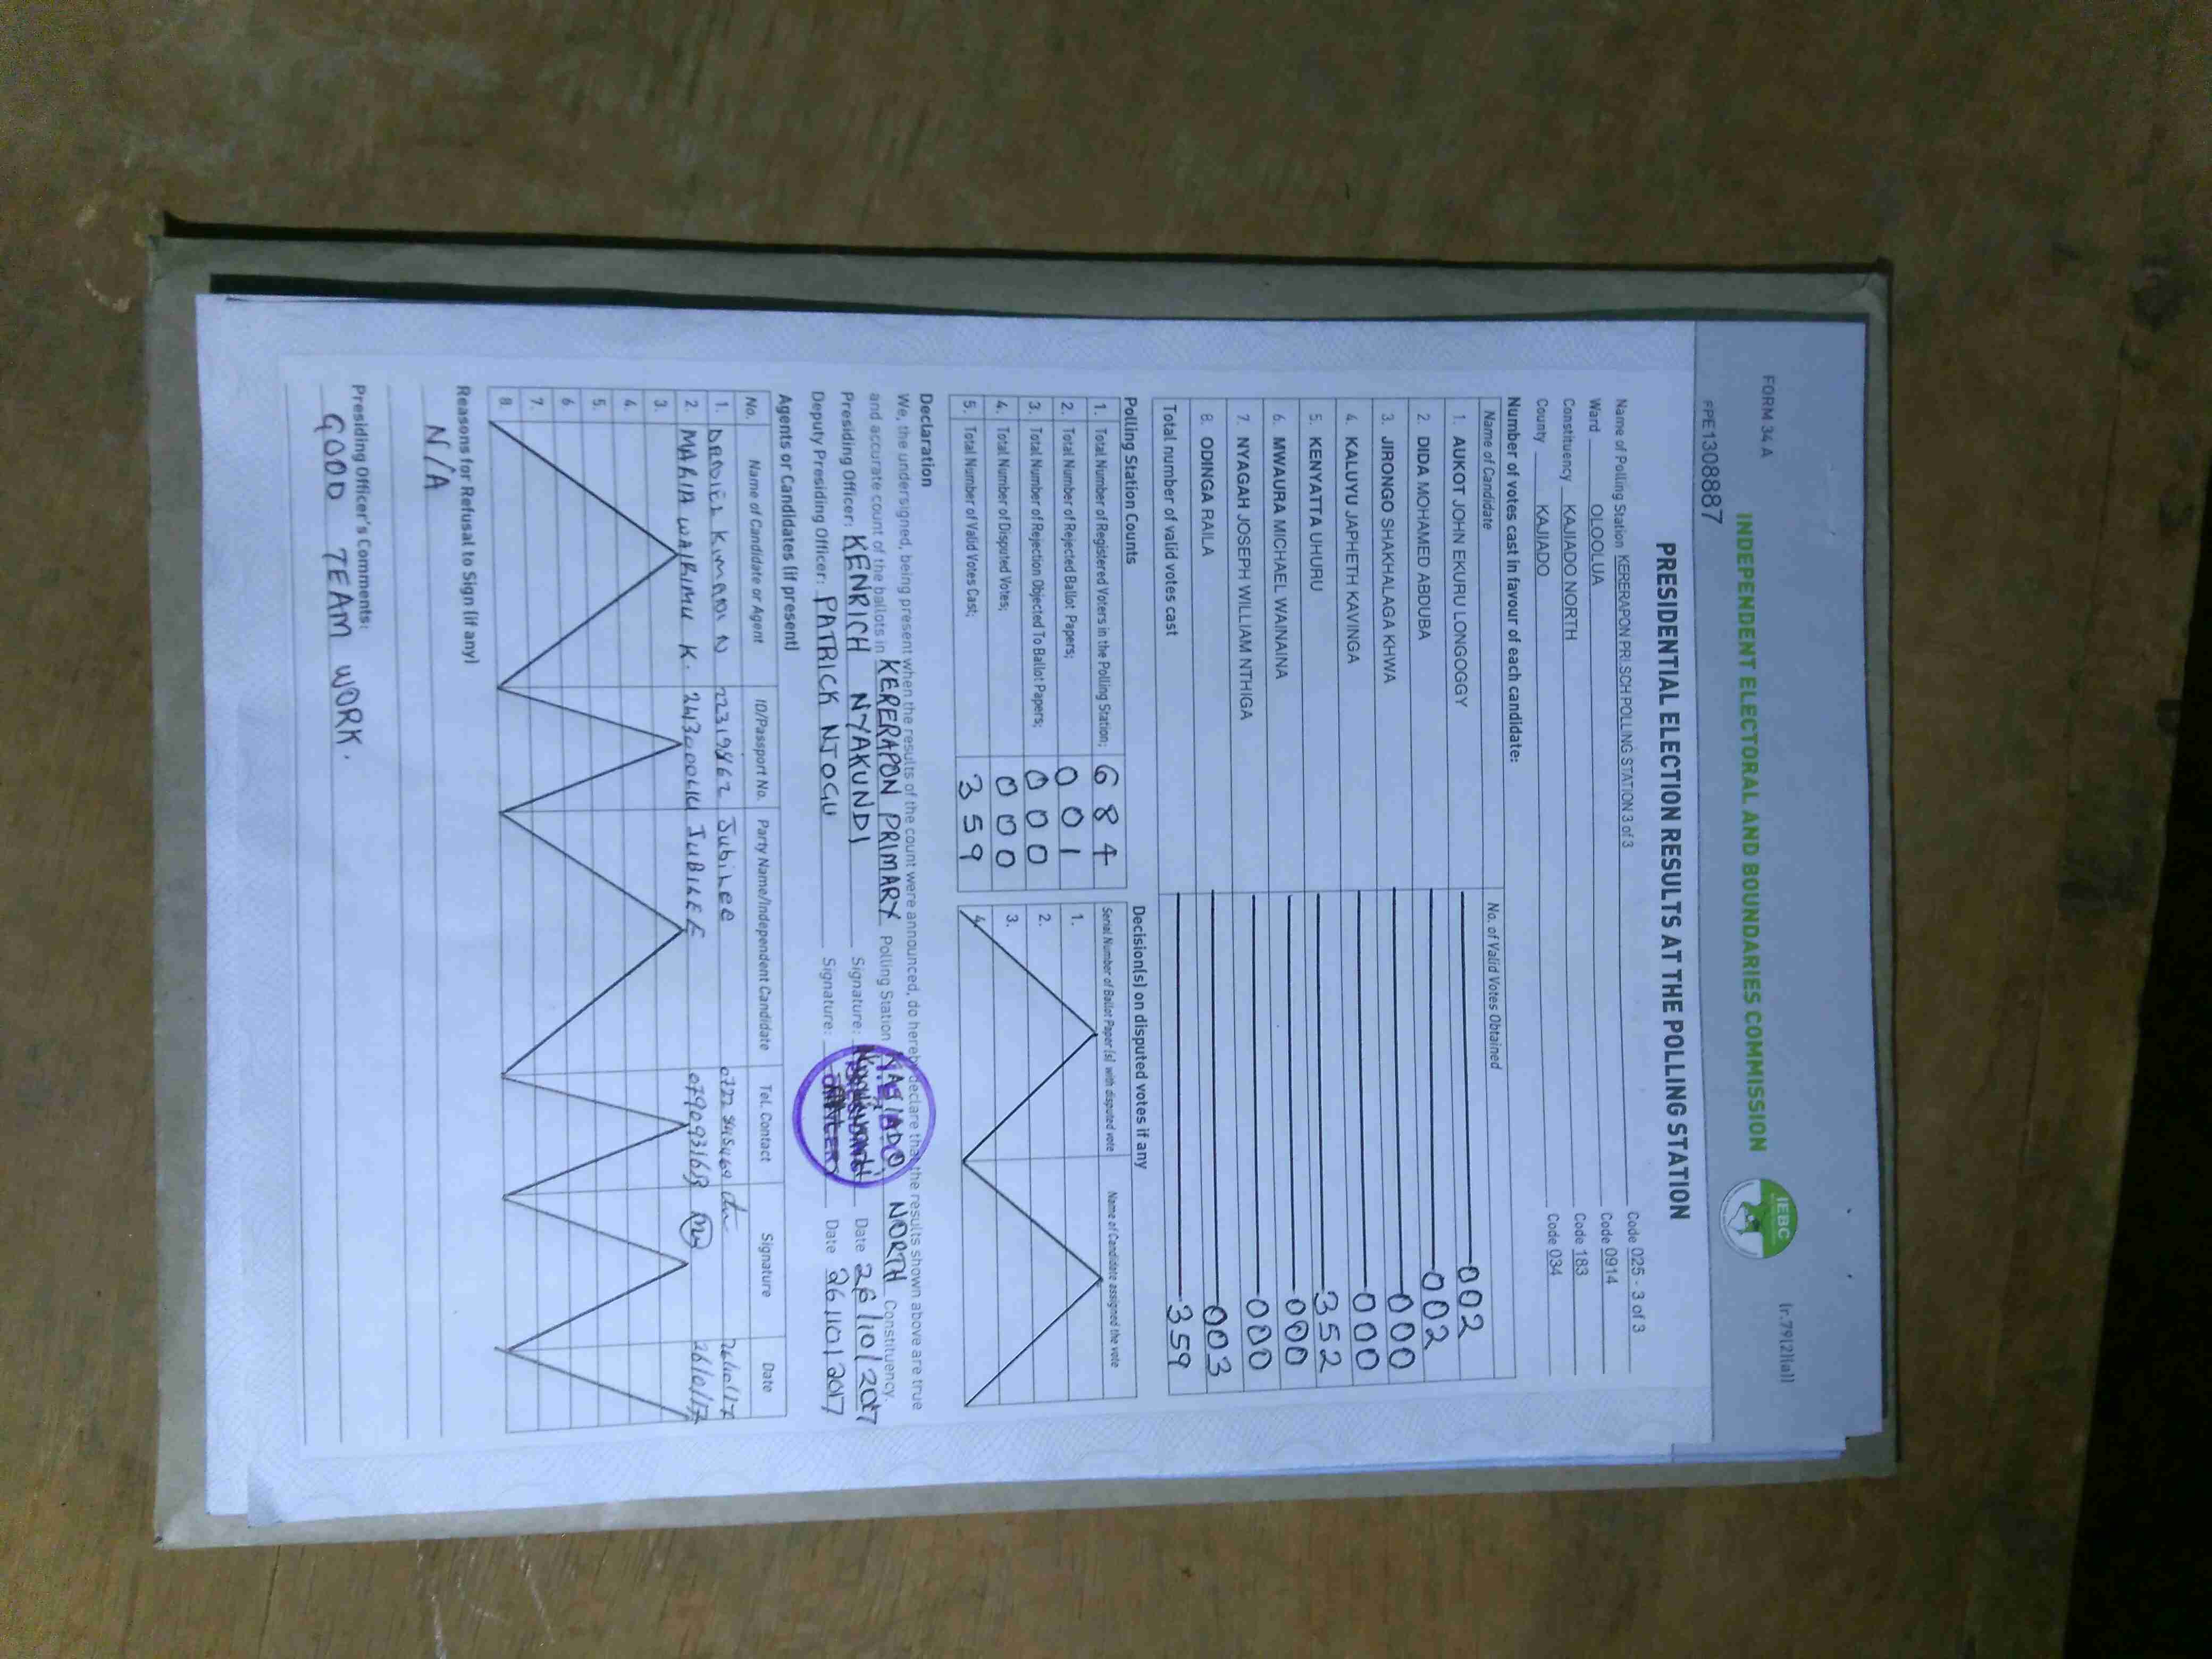 FORM 34 A
(r.79(2)(a))
INDEPENDENT ELECTORAL AND BOUNDARIES COMMISSION
IEBC
PPE1308887
PRESIDENTIAL ELECTION RESULTS AT THE POLLING STATION
Name of Polling Station KERERAPON PRI.SCH POLLING STATION 3 of 3 Code 025 - 3 of 3
Ward OLOOLUA Code 0914
Constituency KAJIADO NORTH Code 183
County KAJIADO Code 034
Number of votes cast in favour of each candidate:
Name of Candidate No. of Valid Votes Obtained
1. AUKOT JOHN EKURU LONGOGGY 002
2. DIDA MOHAMED ABDUBA 002
3. JIRONGO SHAKHALAGA KHWA 000
4. KALUYU JAPHETH KAVINGA 000
5. KENYATTA UHURU 352
6. MWAURA MICHAEL WAINAINA 000
7. NYAGAH JOSEPH WILLIAM NTHIGA 000
8. ODINGA RAILA 003
Total number of valid votes cast 359
Polling Station Counts
1. Total Number of Registered Voters in the Polling Station; 684
2. Total Number of Rejected Ballot Papers; 001
3. Total Number of Rejection Objected To Ballot Papers; 000
4. Total Number of Disputed Votes; 000
5. Total Number of Valid Votes Cast; 359
Decision(s) on disputed votes if any
Serial Number of Ballot Paper (s) with disputed vote Name of Candidate assigned the vote
1.
2.
3.
4.
Declaration
We, the undersigned, being present when the results of the count were announced, do hereby declare that the results shown above are true
and accurate count of the ballots in KERERAPON PRIMARY Polling Station KAJIADO NORTH Constituency.
Presiding Officer: KENRICH NYAKUNDI Signature: Date 26/10/2017
Deputy Presiding Officer: PATRICK NJOGU Signature: Date 26/10/2017
Agents or Candidates (if present)
No. Name of Candidate or Agent ID/Passport No. Party Name/Independent Candidate Tel. Contact Signature Date
1. DANIEL KIMANI N Jubilee 26/10/17
2. MARIA WAIRIMU K. JUBILEE 0790931638 26/10/17
3.
4.
5.
6.
7.
8.
Reasons for Refusal to Sign (if any)
N/A
Presiding Officer's Comments:
GOOD TEAM WORK.